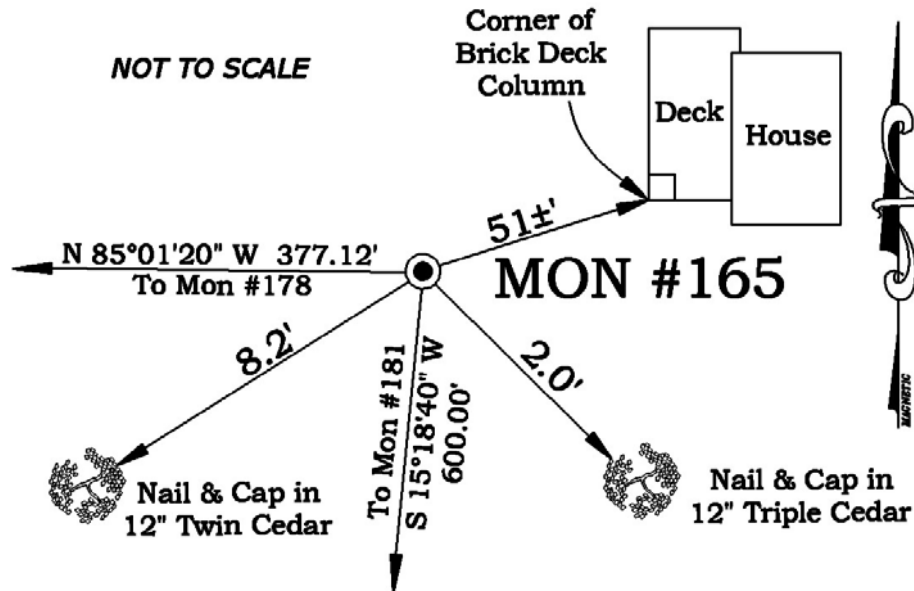 NOT TO SCALE
Corner of
Brick Deck
Column
Deck
House
51±'
N 85°01'20" W 377.12'
To Mon #178
MON #165
8.2'
To Mon #181
S 15°18'40" W
600.00'
2.0'
Nail & Cap in
12" Twin Cedar
Nail & Cap in
12" Triple Cedar
MAGNETIC